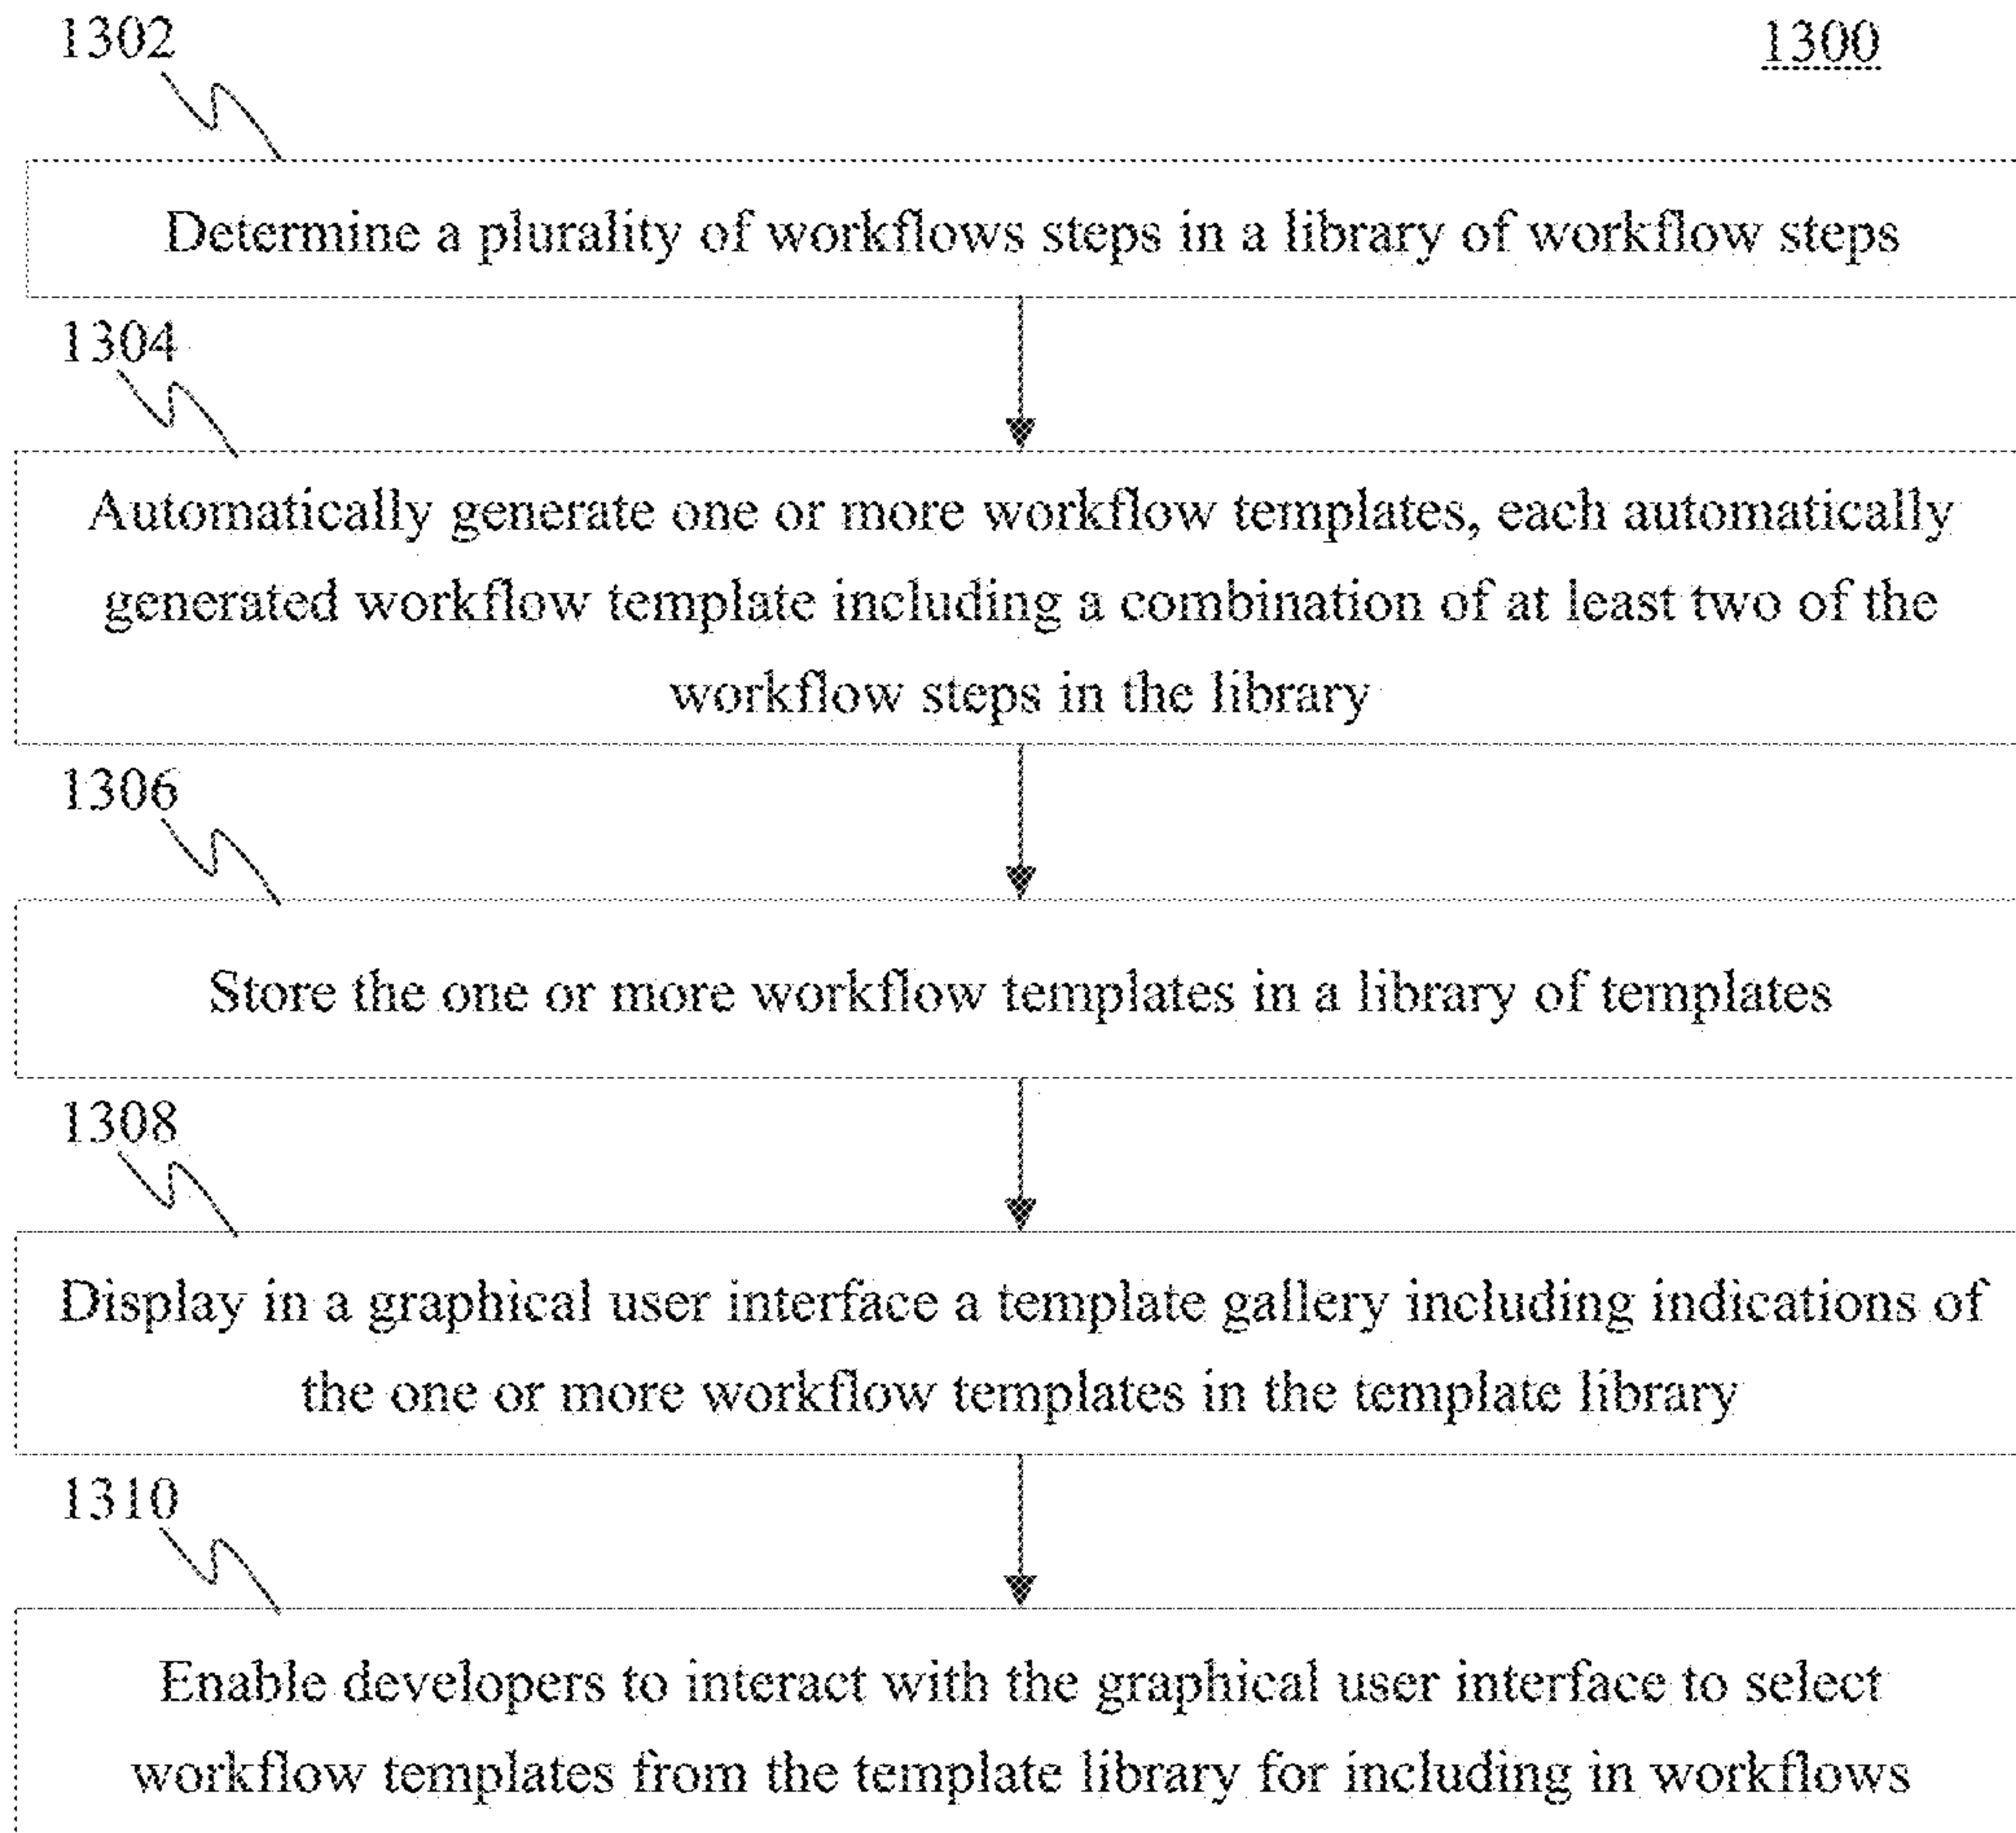 1302
1300
Determine a plurality of workflows steps in a library of workflow steps
1304
Automatically generate one or more workflow templates, each automatically
generated workflow template including a combination of at least two of the
workflow steps in the library
1306
Store the one or more workflow templates in a library of templates
1308
Display in a graphical user interface a template gallery including indications of
the one or more workflow templates in the template library
1310
Enable developers to interact with the graphical user interface to select
workflow templates from the template library for including in workflows